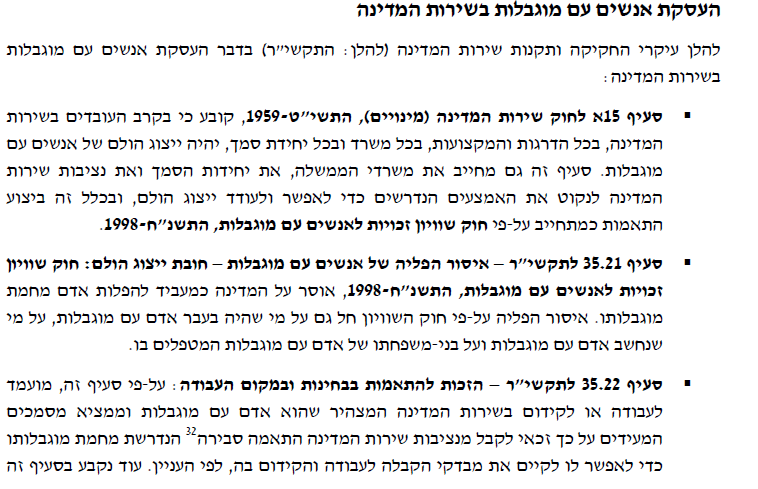 העסקת אנשים עם מוגבלות בשירות המדינה
להלן עיקרי החקיקה ותקנות שירות המדינה (להלן: התקשי״ר) בדבר העסקת אנשים עם מוגבלות
בשירות המדינה:
▪ סעיף 15א לחוק שירות המדינה (מינויים), התשי״ט-1959, קובע כי בקרב העובדים בשירות
המדינה, בכל הדרגות והמקצועות, בכל משרד ובכל יחידת סמך, יהיה ייצוג הולם של אנשים עם
מוגבלות. סעיף זה גם מחייב את משרדי הממשלה, את יחידות הסמך ואת נציבות שירות
המדינה לנקוט את האמצעים הנדרשים כדי לאפשר ולעודד ייצוג הולם, ובכלל זה ביצוע
התאמות כמתחייב על-פי חוק שוויון זכויות לאנשים עם מוגבלות, התשנ״ח-1998.
▪ סעיף 35.21 לתקשי״ר – איסור הפליה של אנשים עם מוגבלות – חובת ייצוג הולם: חוק שוויון
זכויות לאנשים עם מוגבלות, התשנ״ח-1998, אוסר על המדינה כמעביד להפלות אדם מחמת
מוגבלותו. איסור הפליה על-פי חוק השוויון חל גם על מי שהיה בעבר אדם עם מוגבלות, על מי
שנחשב אדם עם מוגבלות ועל בני-משפחתו של אדם עם מוגבלות המטפלים בו.
▪ סעיף 35.22 לתקשי״ר – הזכות להתאמות בבחינות ובמקום העבודה: על-פי סעיף זה, מועמד
לעבודה או לקידום בשירות המדינה המצהיר שהוא אדם עם מוגבלות וממציא מסמכים
המעידים על כך זכאי לקבל מנציבות שירות המדינה התאמה סבירה32 הנדרשת מחמת מוגבלותו
כדי לאפשר לו לקיים את מבדקי הקבלה לעבודה והקידום בה, לפי העניין. עוד נקבע בסעיף זה